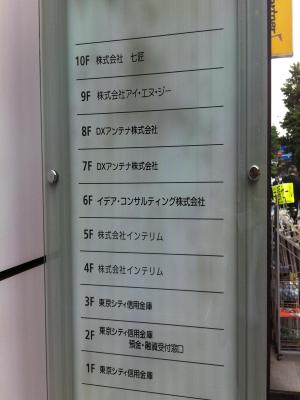 10F 株式会社 七匠
9F 株式会社アイ・エヌ・ジー
8F DXアンテナ株式会社
7F DXアンテナ株式会社
6F イデア・コンサルティング株式会社
5F 株式会社インテリム
4F 株式会社インテリム
3F 東京シティ信用金庫
2F 東京シティ信用金庫
預金・融資受付窓口
1F 東京シティ信用金庫